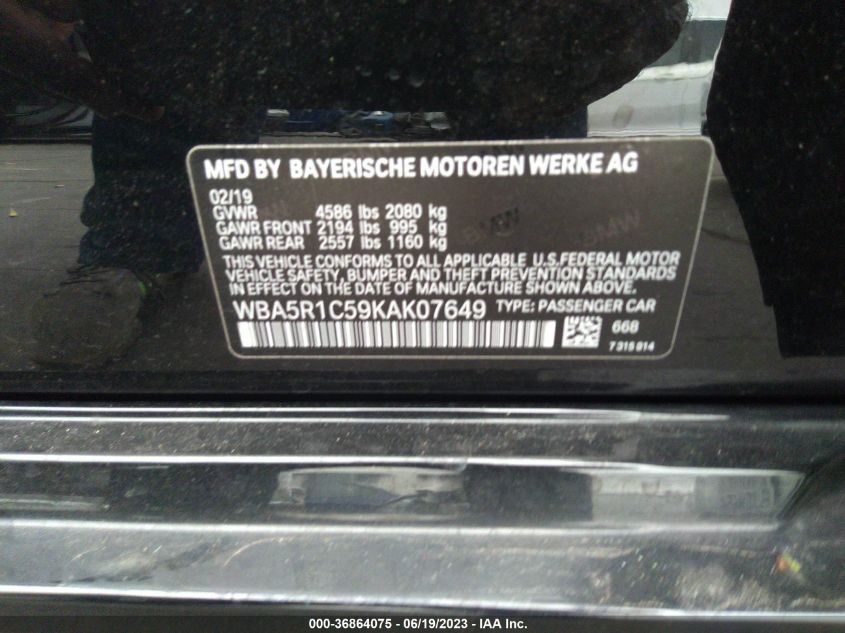 MFD BY BAYERISCHE MOTOREN WERKE AG
02/19
GVWR 4586 lbs 2080 kg
GAWR FRONT 2194 lbs 995 kg
GAWR REAR 2557 lbs 1160 kg
THIS VEHICLE CONFORMS TO ALL APPLICABLE U.S.FEDERAL MOTOR
VEHICLE SAFETY, BUMPER AND THEFT PREVENTION STANDARDS
IN EFFECT ON THE DATE OF MANUFACTURE SHOWN ABOVE.
WBA5R1C59KAK07649 TYPE: PASSENGER CAR
668
7315814
000-36864075 - 06/19/2023 - IAA Inc.